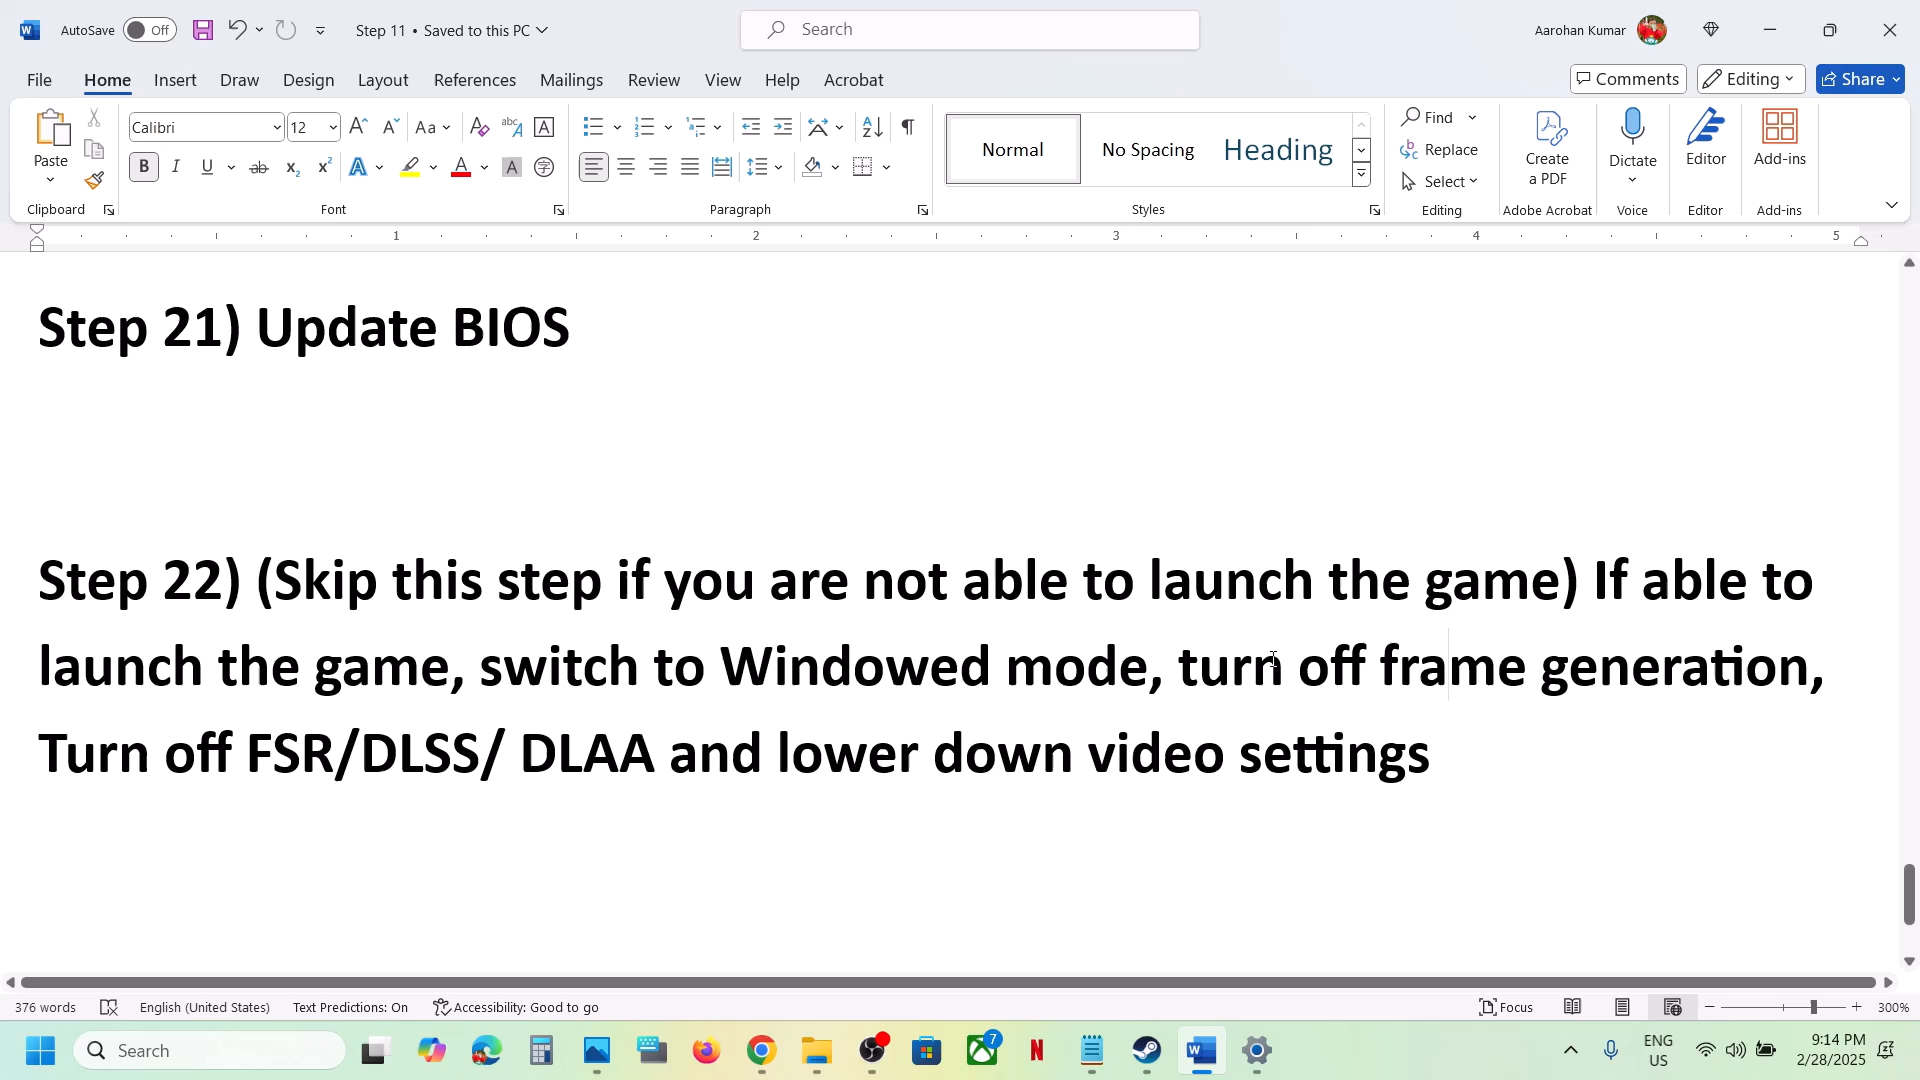 AutoSave Off Step 11 • Saved to this PC Search Aarohan Kumar
File Home Insert Draw Design Layout References Mailings Review View Help Acrobat Comments Editing Share
Paste
Calibri 12
Normal No Spacing Heading
Find
Replace
Select
Create a PDF
Dictate
Editor
Add-ins
Clipboard Font Paragraph Styles Editing Adobe Acrobat Voice Editor Add-ins
1 2 3 4 5
Step 21) Update BIOS
Step 22) (Skip this step if you are not able to launch the game) If able to
launch the game, switch to Windowed mode, turn off frame generation,
Turn off FSR/DLSS/ DLAA and lower down video settings
376 words English (United States) Text Predictions: On Accessibility: Good to go Focus 300%
Search 7 ENG US 9:14 PM 2/28/2025